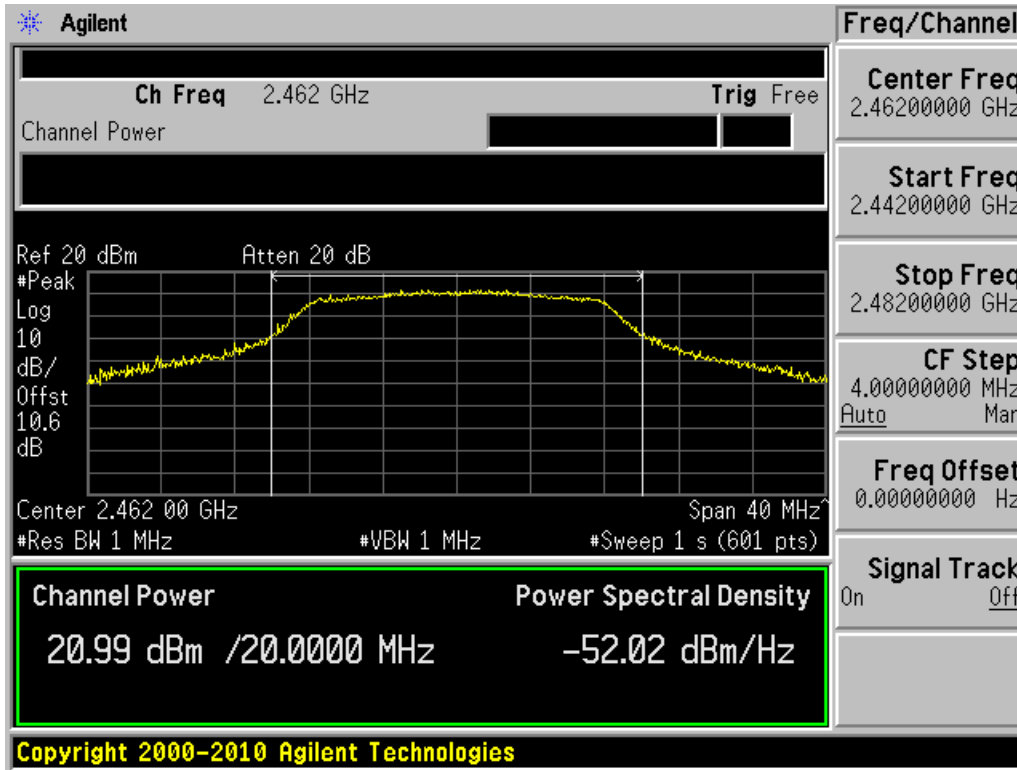 Agilent
Freq/Channel
Ch Freq 2.462 GHz Trig Free
Channel Power
Center Freq
2.46200000 GHz
Start Freq
2.44200000 GHz
Stop Freq
2.48200000 GHz
CF Step
4.00000000 MHz
Auto Man
Freq Offset
0.00000000 Hz
Signal Track
On Off
Ref 20 dBm Atten 20 dB
#Peak
Log
10
dB/
Offst
10.6
dB
Center 2.462 00 GHz Span 40 MHz^
#Res BW 1 MHz #VBW 1 MHz #Sweep 1 s (601 pts)
Channel Power Power Spectral Density
20.99 dBm /20.0000 MHz -52.02 dBm/Hz
Copyright 2000-2010 Agilent Technologies